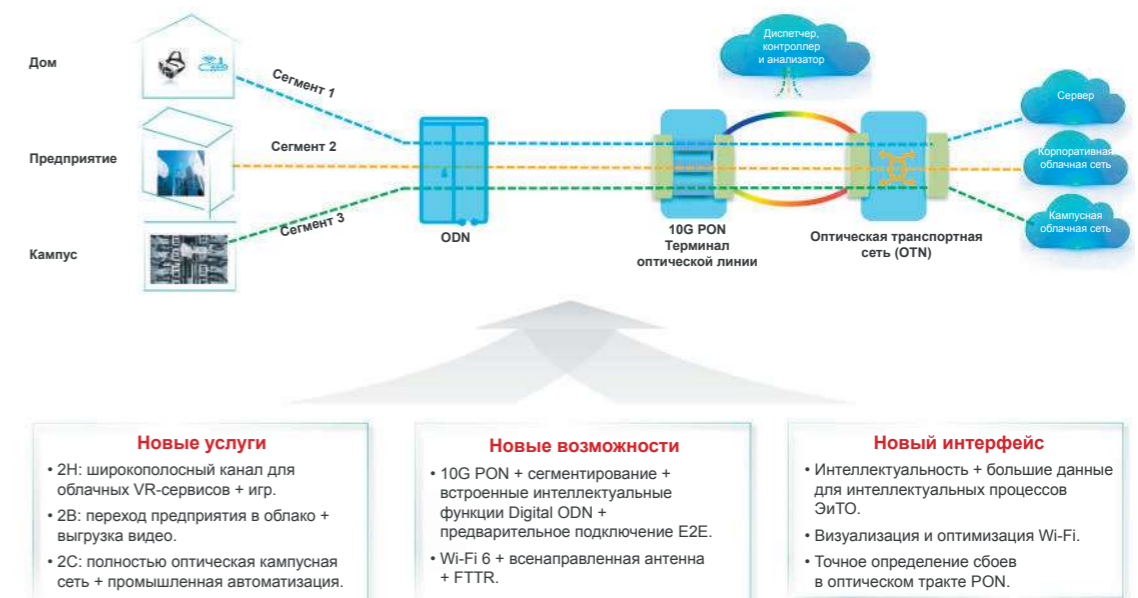 Диспетчер,
контроллер
и анализатор
Дом
Сегмент 1
Сервер
Предприятие
Сегмент 2
Корпоративная
облачная сеть
Сегмент 3
Кампусная
облачная сеть
Кампус
ODN
10G PON
Терминал
оптической линии
Оптическая транспортная
сеть (OTN)
Новые услуги
• 2H: широкополосный канал для
облачных VR-сервисов + игр.
• 2B: переход предприятия в облако +
выгрузка видео.
• 2C: полностью оптическая кампусная
сеть + промышленная автоматизация.
Новые возможности
• 10G PON + сегментирование +
встроенные интеллектуальные
функции Digital ODN +
предварительное подключение E2E.
• Wi-Fi 6 + всенаправленная антенна
+ FTTR.
Новый интерфейс
• Интеллектуальность + большие данные
для интеллектуальных процессов
ЭиТО.
• Визуализация и оптимизация Wi-Fi.
• Точное определение сбоев
в оптическом тракте PON.